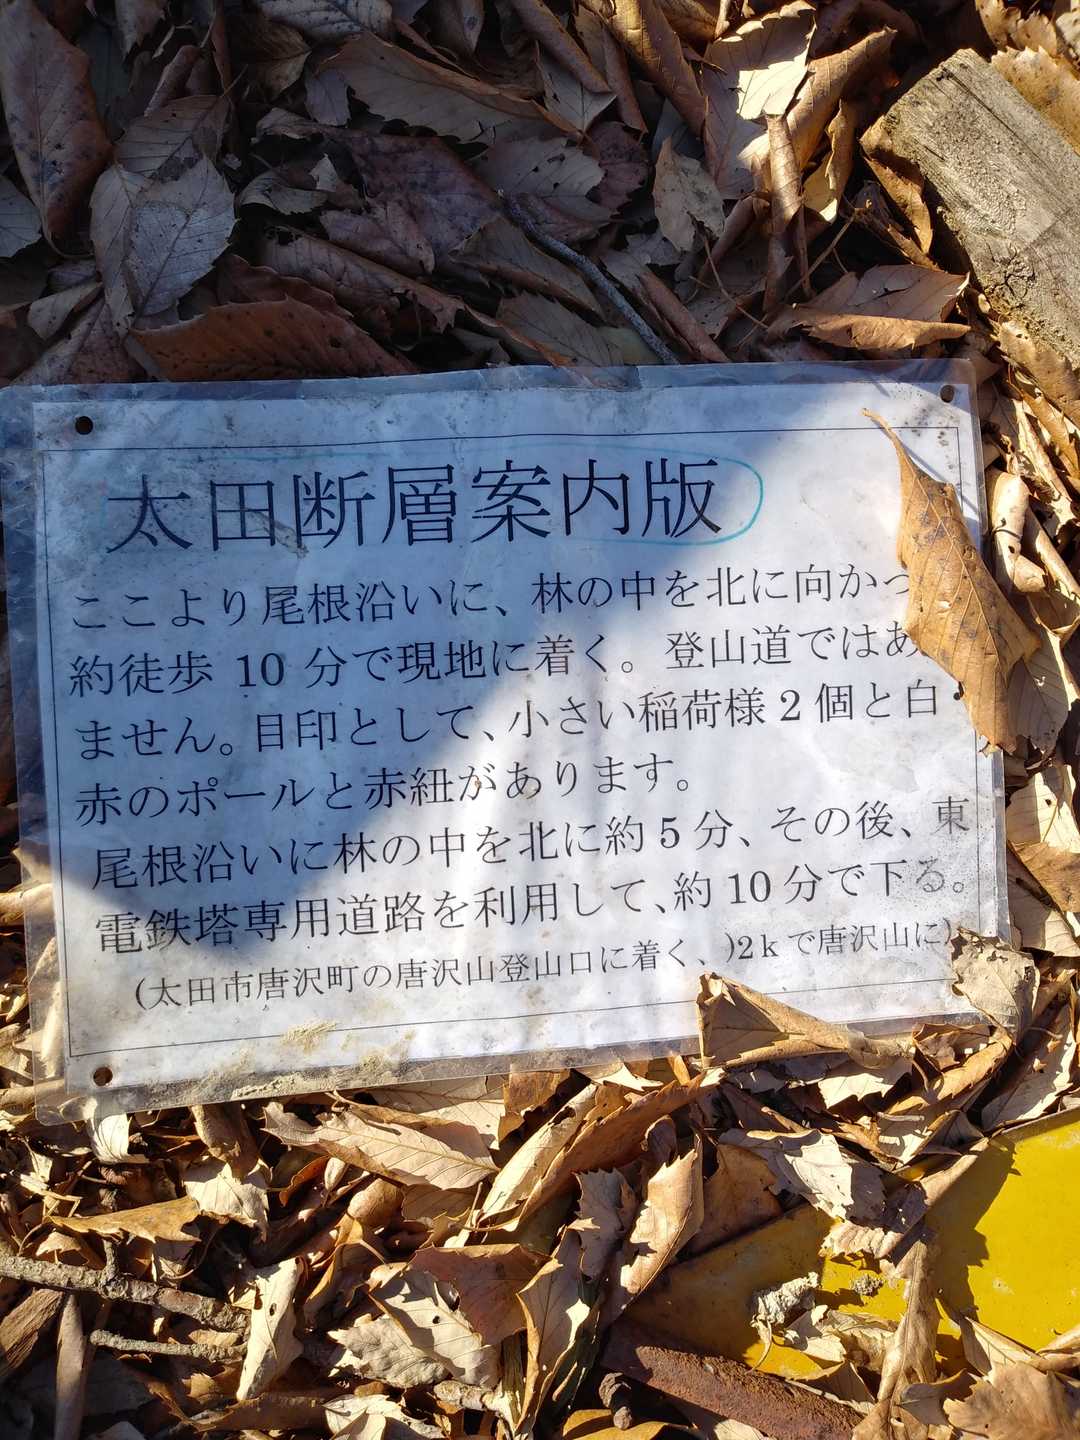 太田断層案内版
ここより尾根沿いに、林の中を北に向かっ
約徒歩 10 分で現地に着く。登山道ではあ
ません。目印として、小さい稲荷様 2 個と白・
赤のポールと赤紐があります。
尾根沿いに林の中を北に約 5 分、その後、東
電鉄塔専用道路を利用して、約 10 分で下る。
(太田市唐沢町の唐沢山登山口に着く、)2k で唐沢山に)